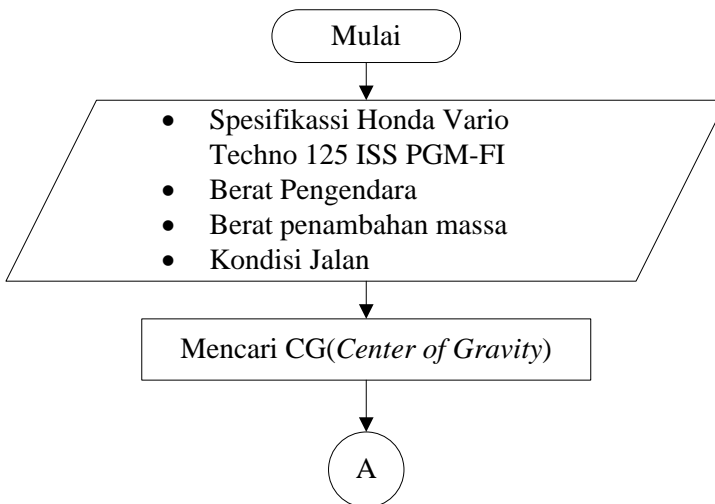 Mulai
• Spesifikassi Honda Vario
Techno 125 ISS PGM-FI
• Berat Pengendara
• Berat penambahan massa
• Kondisi Jalan
Mencari CG(Center of Gravity)
A